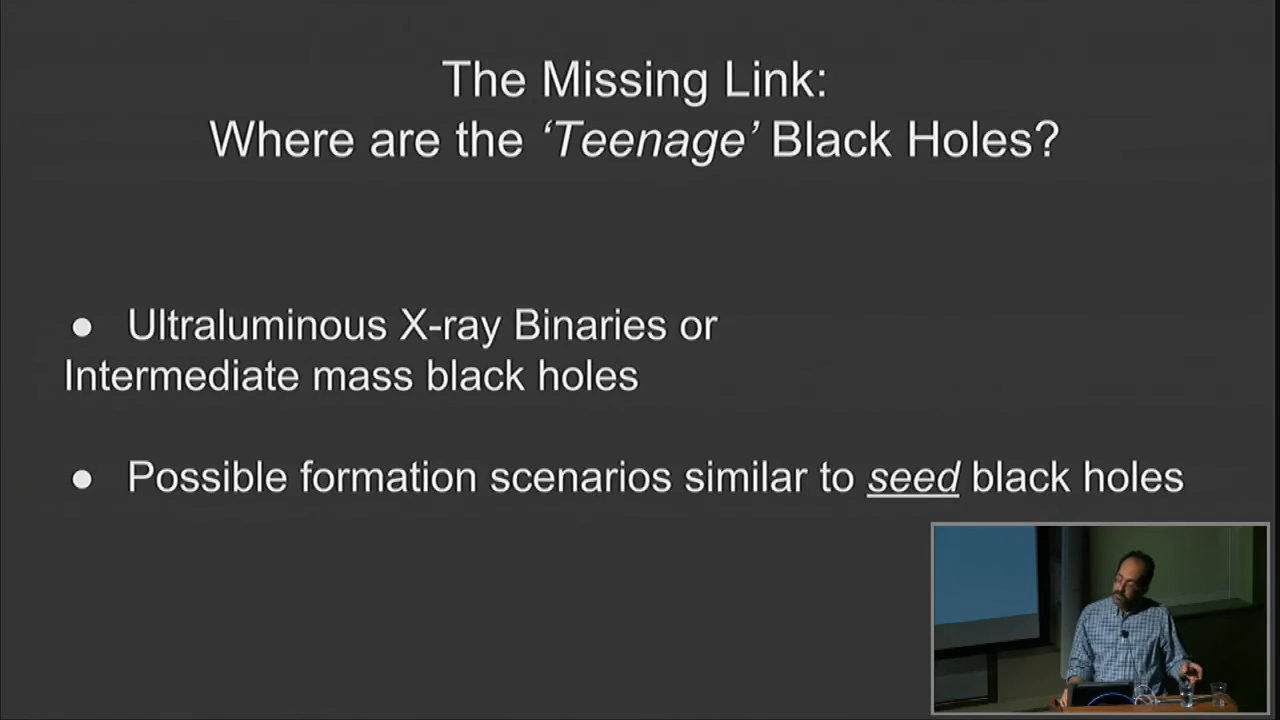 The Missing Link:
Where are the ‘Teenage’ Black Holes?
● Ultraluminous X-ray Binaries or
Intermediate mass black holes
● Possible formation scenarios similar to seed black holes